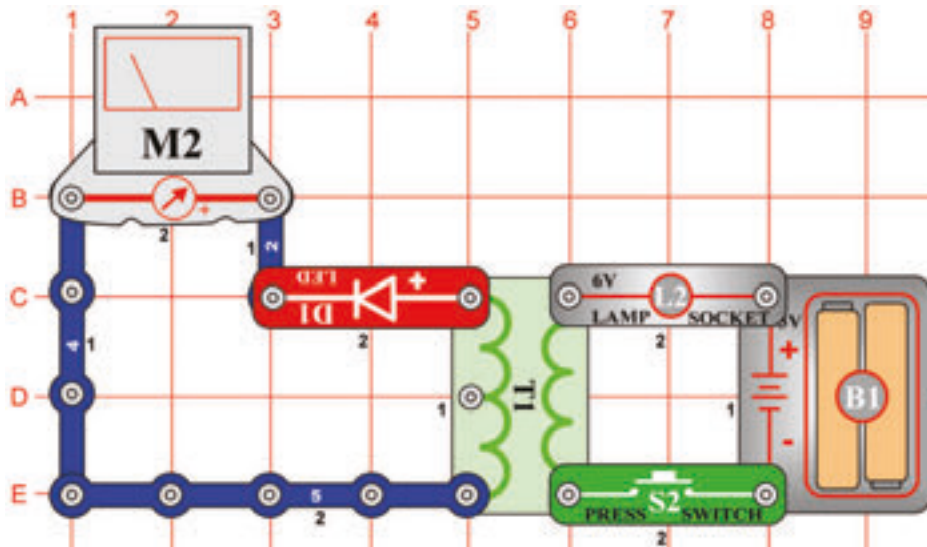 1 2 3 4 5 6 7 8 9
A
M2
B
+
2
1
2
C
LED
+
D1
2
6V
L2
LAMP SOCKET
2
3V
4
1
D
1
T1
1
+
B1
-
E
5
2
S2
PRESS SWITCH
2